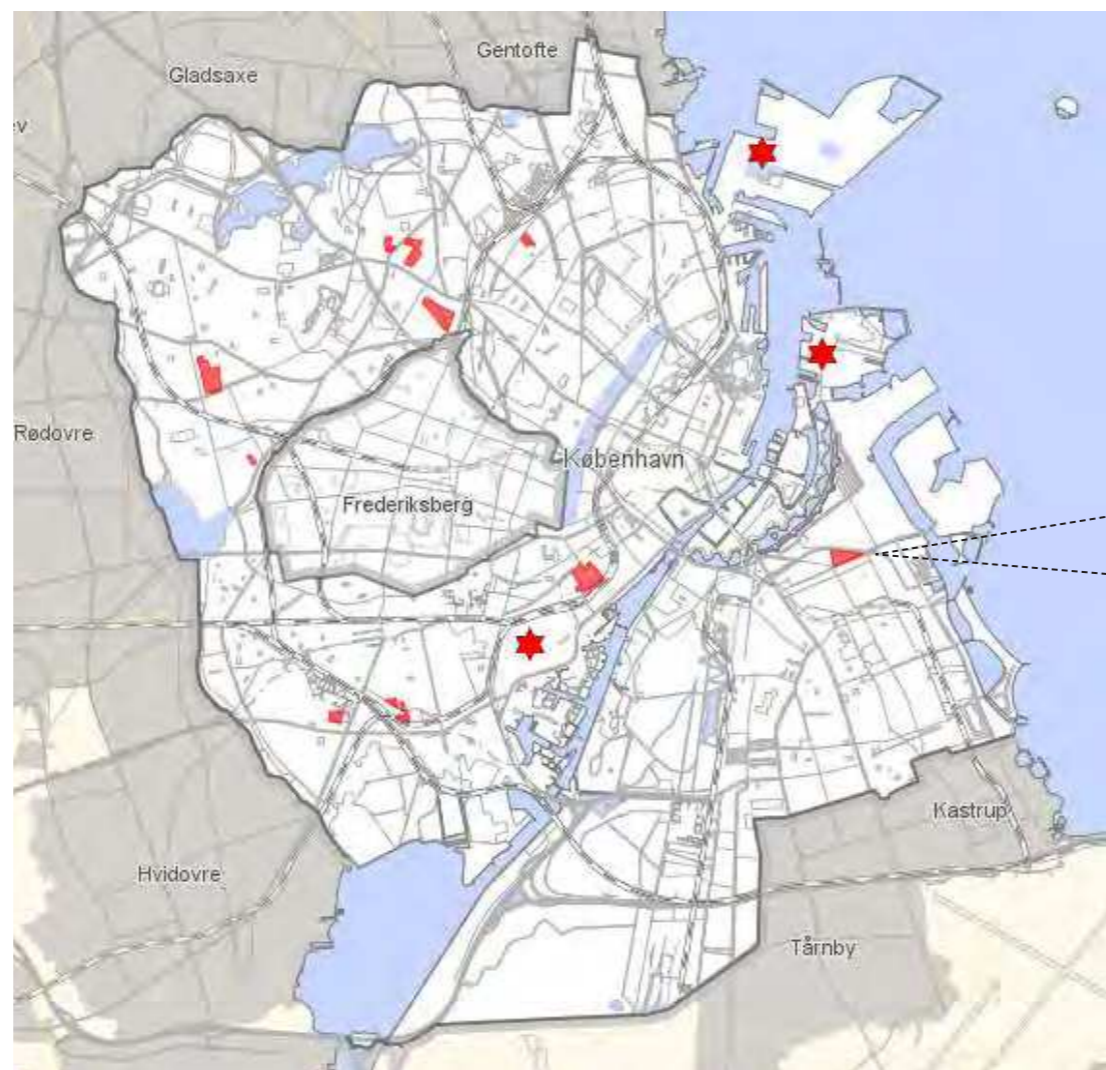 Gentofte
Gladsaxe
v
Rødovre
København
Frederiksberg
Kastrup
Hvidovre
Tårnby